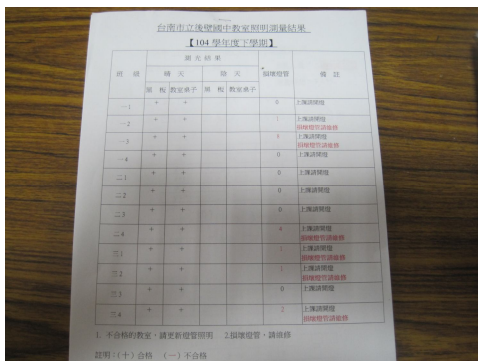 台南市立後壁國中教室照明測量結果
【104 學年度下學期】
班 級 測光結果 損壞燈管 備 註
晴 天 陰 天
黑 板 教室桌子 黑 板 教室桌子
一1 + + 0 上課請開燈
一2 + + 1 上課請開燈
損壞燈管請維修
一3 + + 4 上課請開燈
損壞燈管請維修
一4 + + 0 上課請開燈
二1 + + 0 上課請開燈
二2 + + 0 上課請開燈
二3 + + 0 上課請開燈
二4 + + 4 上課請開燈
損壞燈管請維修
三1 + + 上課請開燈
損壞燈管請維修
三2 + + 1 上課請開燈
損壞燈管請維修
三3 + + 0 上課請開燈
三4 + + 2 上課請開燈
損壞燈管請維修
1. 不合格的教室，請更新燈管照明 2.損壞燈管，請維修
註明：(十) 合格 (一) 不合格